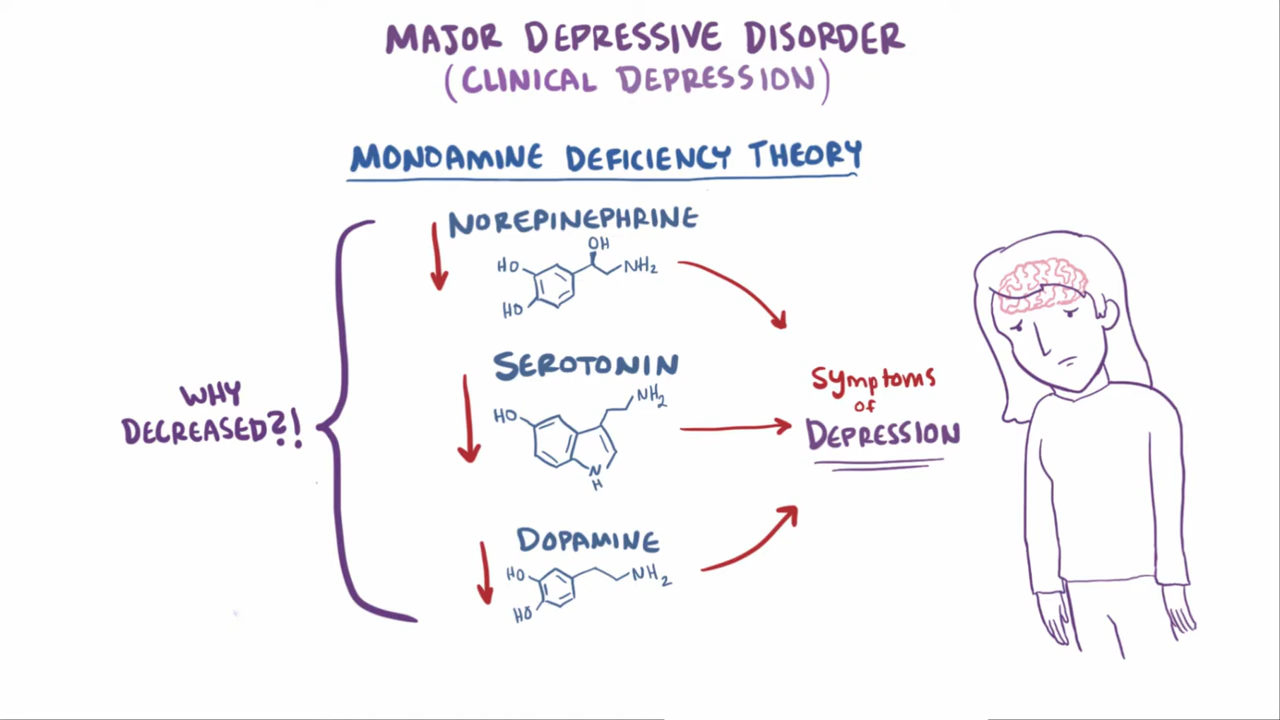 MAJOR DEPRESSIVE DISORDER
(CLINICAL DEPRESSION)
MONOAMINE DEFICIENCY THEORY
NOREPINEPHRINE
OH
HO
NH2
HO
SEROTONIN
NH2
HO
N
H
DOPAMINE
HO
NH2
HO
WHY
DECREASED?!
Symptoms
OF
DEPRESSION